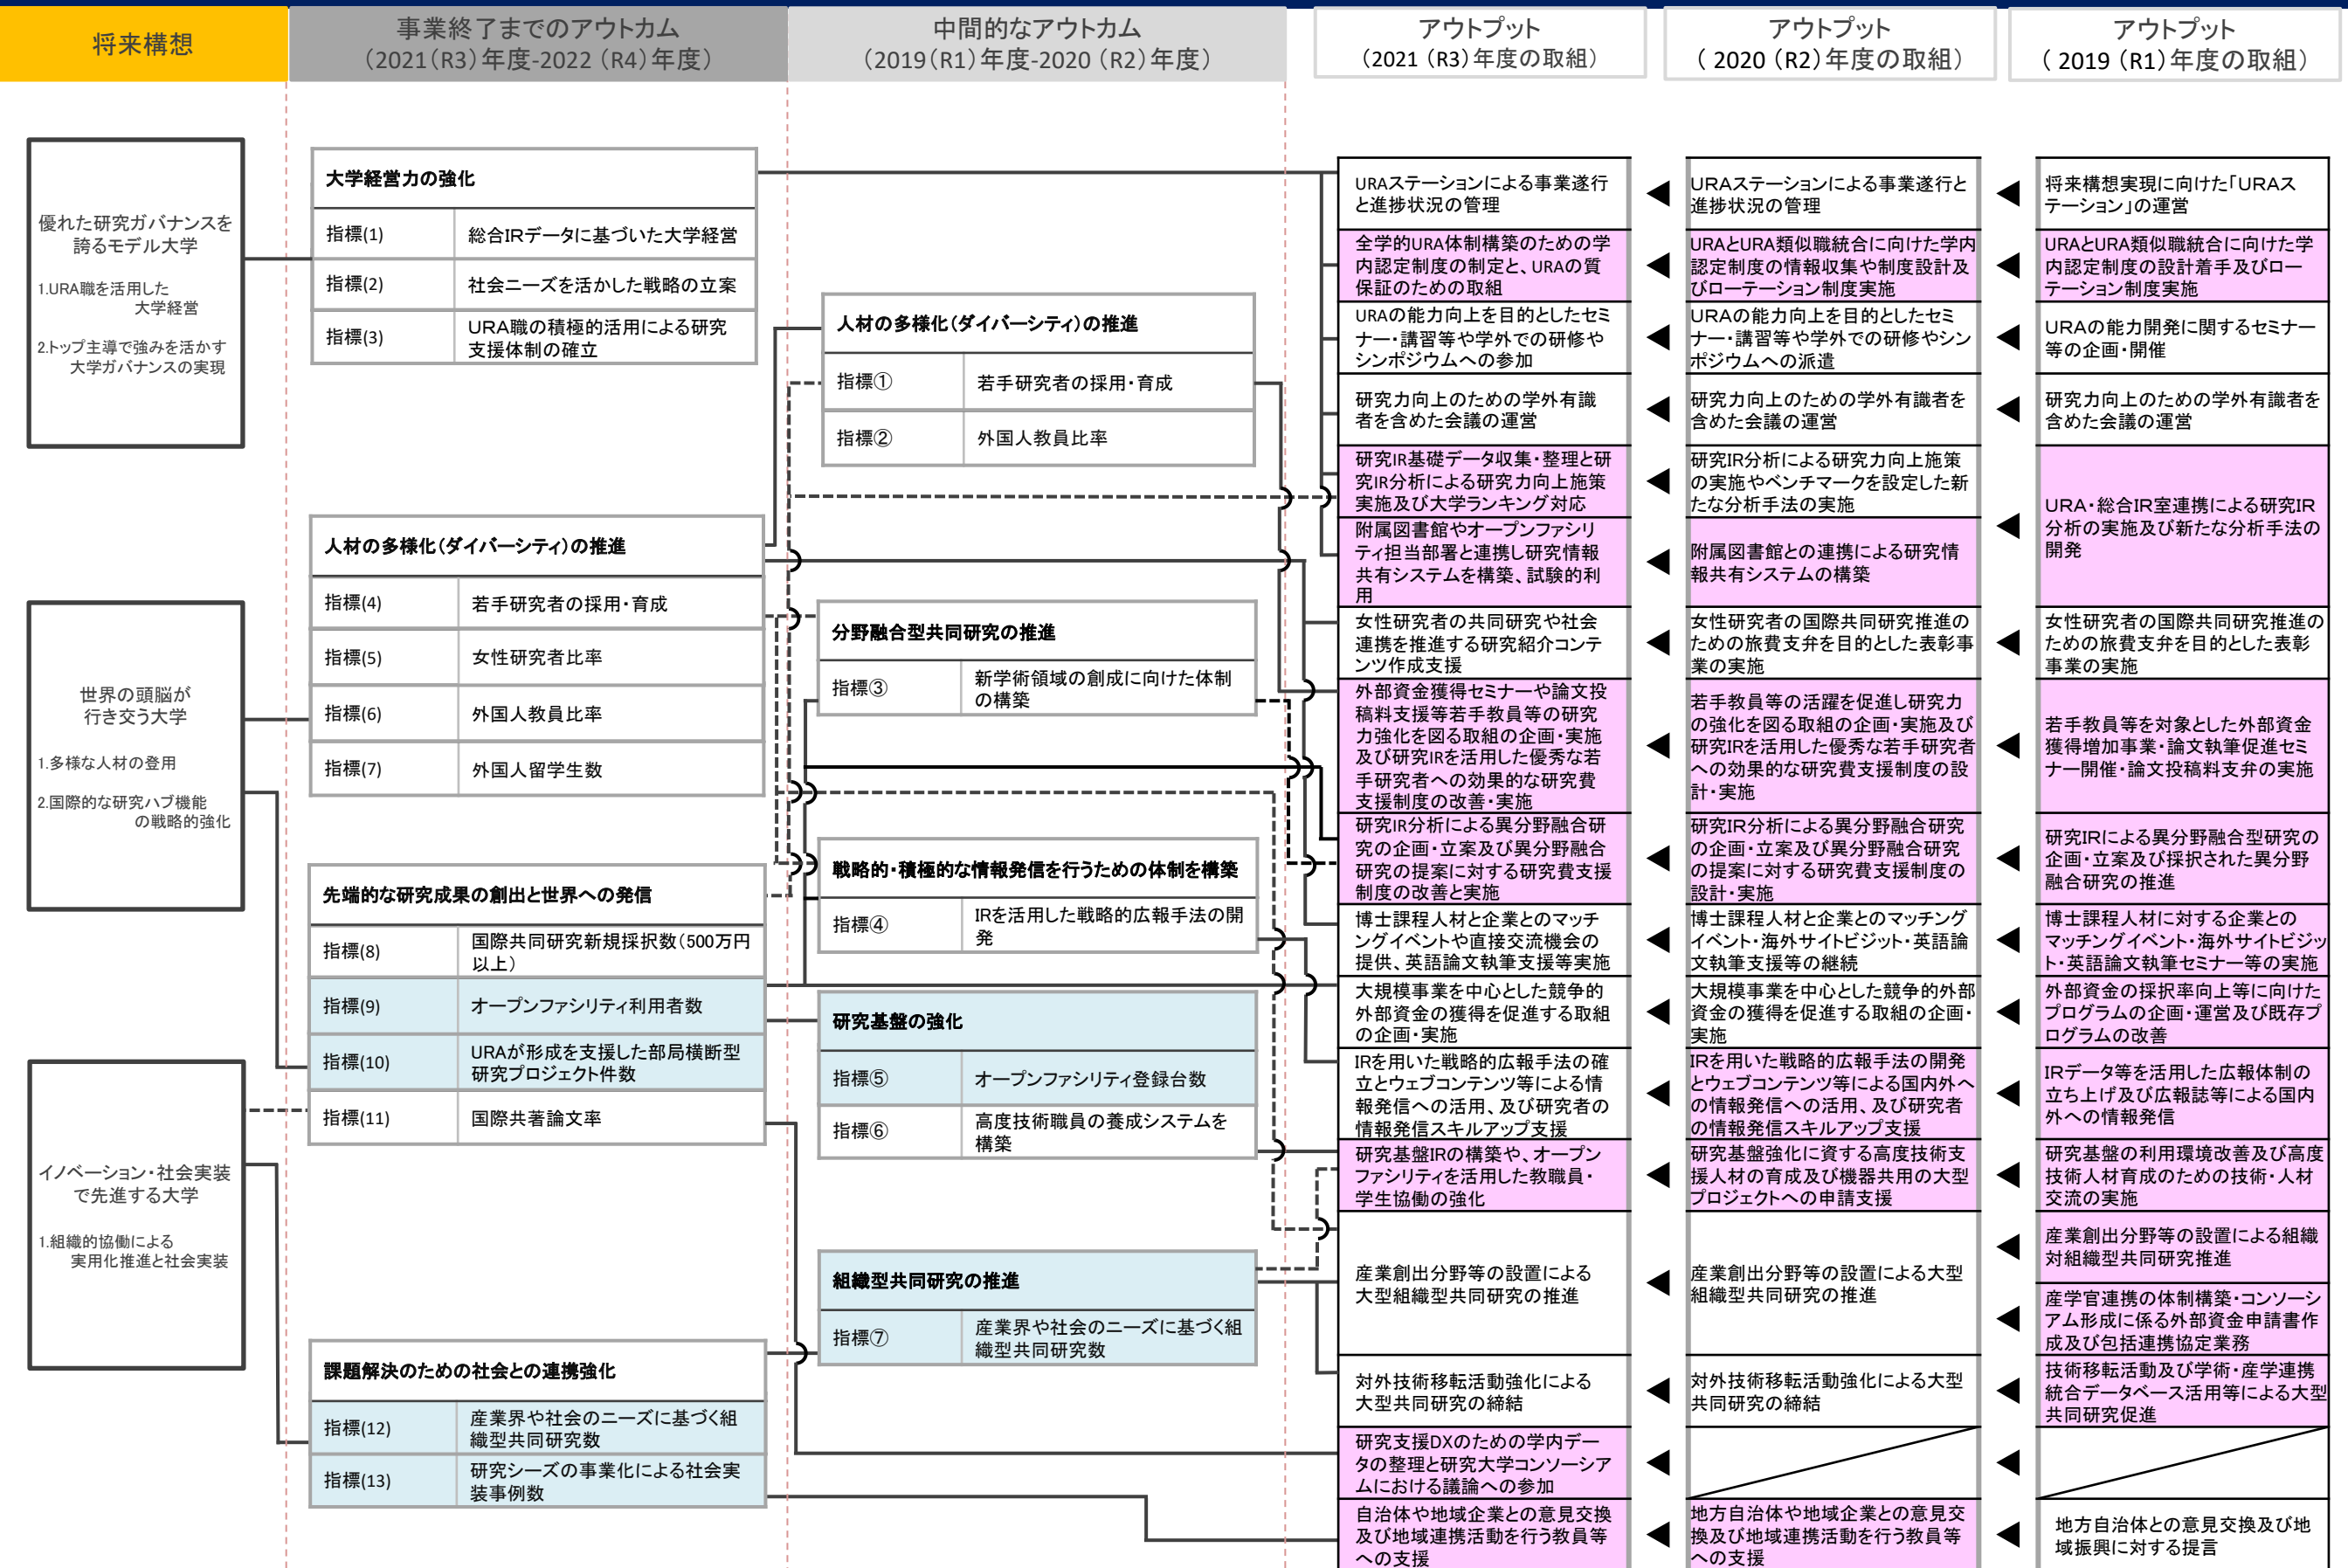 将来構想
事業終了までのアウトカム
（2021（R3）年度-2022 （R4）年度）
中間的なアウトカム
（2019（R1）年度-2020 （R2）年度）
アウトプット
（2021 （R3）年度の取組）
アウトプット
（ 2020 （R2）年度の取組）
アウトプット
（ 2019 （R1）年度の取組）
優れた研究ガバナンスを
誇るモデル大学
1.URA職を活用した
大学経営
2.トップ主導で強みを活かす
大学ガバナンスの実現
世界の頭脳が
行き交う大学
1.多様な人材の登用
2.国際的な研究ハブ機能
の戦略的強化
イノベーション・社会実装
で先進する大学
1.組織的協働による
実用化推進と社会実装
大学経営力の強化
指標(1)
総合IRデータに基づいた大学経営
指標(2)
社会ニーズを活かした戦略の立案
指標(3)
URA職の積極的活用による研究
支援体制の確立
人材の多様化（ダイバーシティ）の推進
指標(4)
若手研究者の採用・育成
指標(5)
女性研究者比率
指標(6)
外国人教員比率
指標(7)
外国人留学生数
先端的な研究成果の創出と世界への発信
指標(8)
国際共同研究新規採択数（500万円
以上）
指標(9)
オープンファシリティ利用者数
指標(10)
URAが形成を支援した部局横断型
研究プロジェクト件数
指標(11)
国際共著論文率
課題解決のための社会との連携強化
指標(12)
産業界や社会のニーズに基づく組
織型共同研究数
指標(13)
研究シーズの事業化による社会実
装事例数
人材の多様化（ダイバーシティ）の推進
指標①
若手研究者の採用・育成
指標②
外国人教員比率
分野融合型共同研究の推進
指標③
新学術領域の創成に向けた体制
の構築
戦略的・積極的な情報発信を行うための体制を構築
指標④
IRを活用した戦略的広報手法の開
発
研究基盤の強化
指標⑤
オープンファシリティ登録台数
指標⑥
高度技術職員の養成システムを
構築
組織型共同研究の推進
指標⑦
産業界や社会のニーズに基づく組
織型共同研究数
URAステーションによる事業遂行
と進捗状況の管理
全学的URA体制構築のための学
内認定制度の制定と、URAの質
保証のための取組
URAの能力向上を目的としたセミ
ナー・講習等や学外での研修や
シンポジウムへの参加
研究力向上のための学外有識
者を含めた会議の運営
研究IR基礎データ収集・整理と研
究IR分析による研究力向上施策
実施及び大学ランキング対応
附属図書館やオープンファシリ
ティ担当部署と連携し研究情報
共有システムを構築、試験的利
用
女性研究者の共同研究や社会
連携を推進する研究紹介コンテ
ンツ作成支援
外部資金獲得セミナーや論文投
稿料支援等若手教員等の研究
力強化を図る取組の企画・実施
及び研究IRを活用した優秀な若
手研究者への効果的な研究費
支援制度の改善・実施
研究IR分析による異分野融合研
究の企画・立案及び異分野融合
研究の提案に対する研究費支援
制度の改善と実施
博士課程人材と企業とのマッチ
ングイベントや直接交流機会の
提供、英語論文執筆支援等実施
大規模事業を中心とした競争的
外部資金の獲得を促進する取組
の企画・実施
IRを用いた戦略的広報手法の確
立とウェブコンテンツ等による情
報発信への活用、及び研究者の
情報発信スキルアップ支援
研究基盤IRの構築や、オープン
ファシリティを活用した教職員・
学生協働の強化
産業創出分野等の設置による
大型組織型共同研究の推進
対外技術移転活動強化による
大型共同研究の締結
研究支援DXのための学内デー
タの整理と研究大学コンソーシア
ムにおける議論への参加
自治体や地域企業との意見交換
及び地域連携活動を行う教員等
への支援
URAステーションによる事業遂行と
進捗状況の管理
URAとURA類似職統合に向けた学内
認定制度の情報収集や制度設計及
びローテーション制度実施
URAの能力向上を目的としたセミ
ナー・講習等や学外での研修やシン
ポジウムへの派遣
研究力向上のための学外有識者を
含めた会議の運営
研究IR分析による研究力向上施策
の実施やベンチマークを設定した新
たな分析手法の実施
附属図書館との連携による研究情
報共有システムの構築
女性研究者の国際共同研究推進の
ための旅費支弁を目的とした表彰事
業の実施
若手教員等の活躍を促進し研究力
の強化を図る取組の企画・実施及び
研究IRを活用した優秀な若手研究者
への効果的な研究費支援制度の設
計・実施
研究IR分析による異分野融合研究
の企画・立案及び異分野融合研究
の提案に対する研究費支援制度の
設計・実施
博士課程人材と企業とのマッチング
イベント・海外サイトビジット・英語論
文執筆支援等の継続
大規模事業を中心とした競争的外部
資金の獲得を促進する取組の企画・
実施
IRを用いた戦略的広報手法の開発
とウェブコンテンツ等による国内外へ
の情報発信への活用、及び研究者
の情報発信スキルアップ支援
研究基盤強化に資する高度技術支
援人材の育成及び機器共用の大型
プロジェクトへの申請支援
産業創出分野等の設置による大型
組織型共同研究の推進
対外技術移転活動強化による大型
共同研究の締結
地方自治体や地域企業との意見交
換及び地域連携活動を行う教員等
への支援
将来構想実現に向けた「URAス
テーション」の運営
URAとURA類似職統合に向けた学
内認定制度の設計着手及びロー
テーション制度実施
URAの能力開発に関するセミナー
等の企画・開催
研究力向上のための学外有識者を
含めた会議の運営
URA・総合IR室連携による研究IR
分析の実施及び新たな分析手法の
開発
女性研究者の国際共同研究推進の
ための旅費支弁を目的とした表彰
事業の実施
若手教員等を対象とした外部資金
獲得増加事業・論文執筆促進セミ
ナー開催・論文投稿料支弁の実施
研究IRによる異分野融合型研究の
企画・立案及び採択された異分野
融合研究の推進
博士課程人材に対する企業との
マッチングイベント・海外サイトビジッ
ト・英語論文執筆セミナー等の実施
外部資金の採択率向上等に向けた
プログラムの企画・運営及び既存プ
ログラムの改善
IRデータ等を活用した広報体制の
立ち上げ及び広報誌等による国内
外への情報発信
研究基盤の利用環境改善及び高度
技術人材育成のための技術・人材
交流の実施
産業創出分野等の設置による組織
対組織型共同研究推進
産学官連携の体制構築・コンソーシ
アム形成に係る外部資金申請書作
成及び包括連携協定業務
技術移転活動及び学術・産学連携
統合データベース活用等による大型
共同研究促進
地方自治体との意見交換及び地
域振興に対する提言